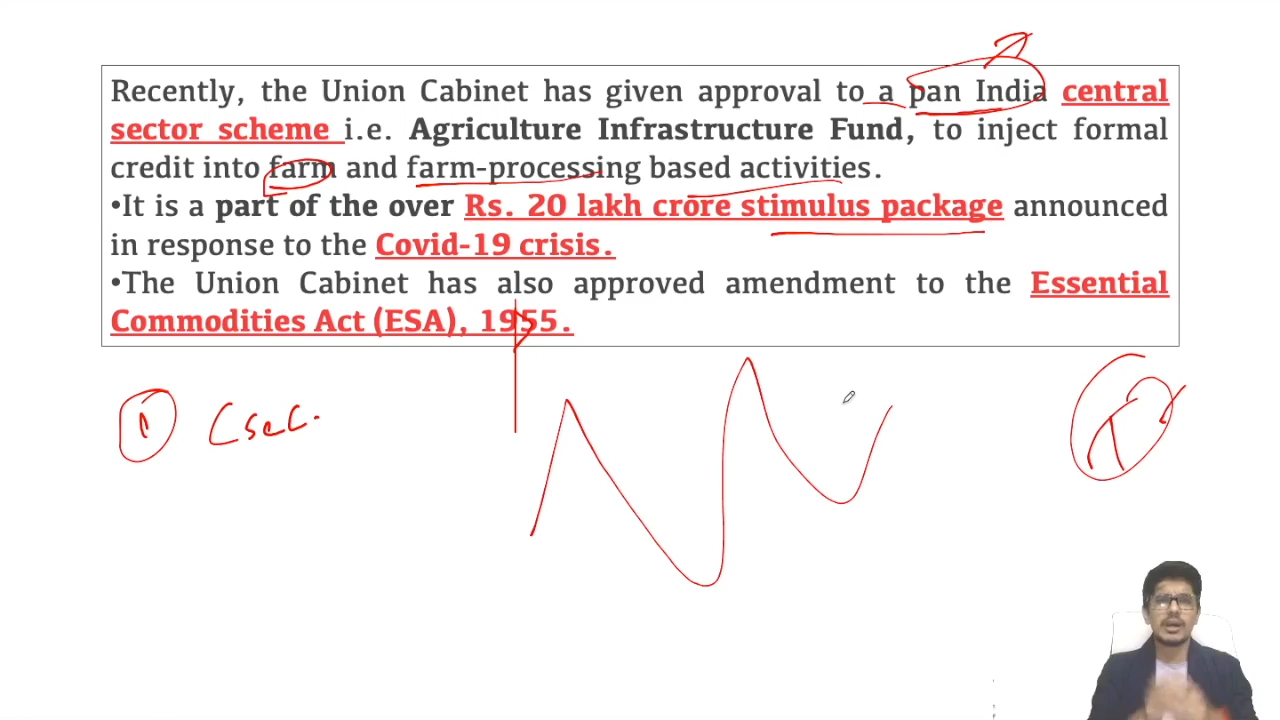 Recently, the Union Cabinet has given approval to a pan India central
sector scheme i.e. Agriculture Infrastructure Fund, to inject formal
credit into farm and farm-processing based activities.
•It is a part of the over Rs. 20 lakh crore stimulus package announced
in response to the Covid-19 crisis.
•The Union Cabinet has also approved amendment to the Essential
Commodities Act (ESA), 1955.